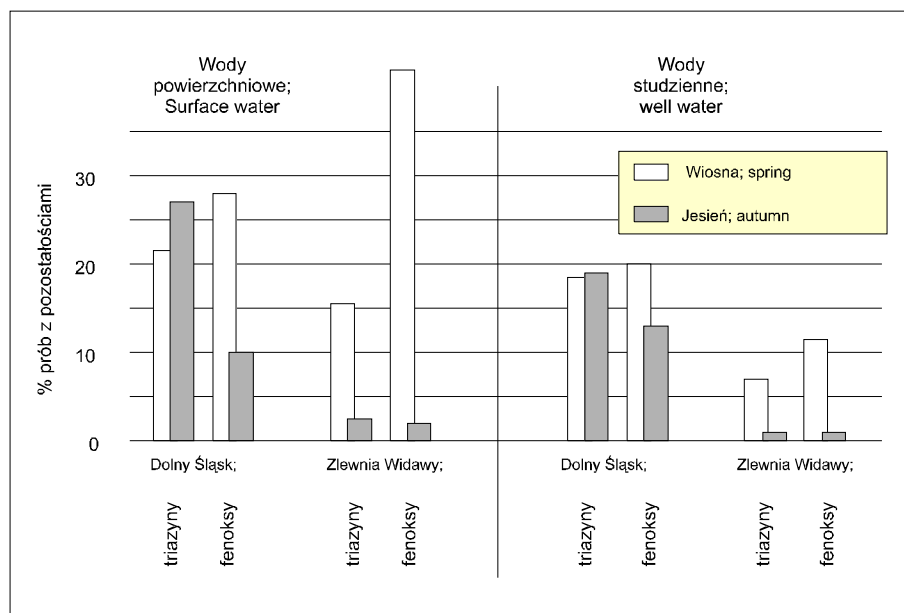 Wody
powierzchniowe;
Surface water
Wody
studzienne;
well water
Wiosna; spring
Jesień; autumn
% prób z pozostałościami
30
20
10
0
Dolny Śląsk;
Zlewnia Widawy;
Dolny Śląsk;
Zlewnia Widawy;
triazyny
fenoksy
triazyny
fenoksy
triazyny
fenoksy
triazyny
fenoksy